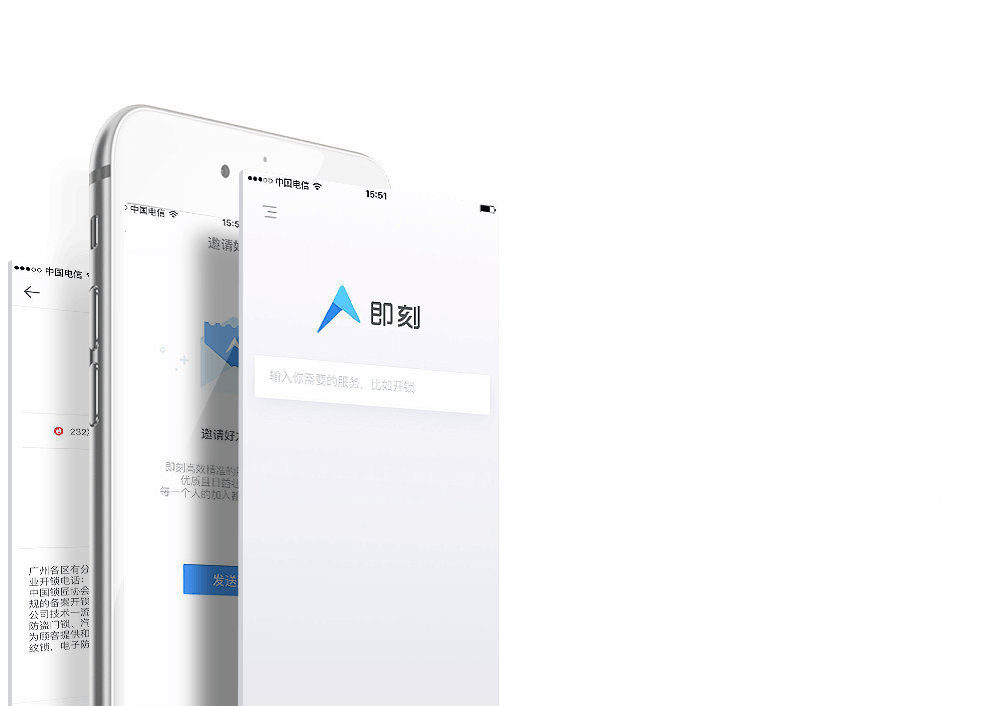 中国电信
15:51
即刻
输入你需要的服务，比如开锁
中国电信
15:5
邀请好
邀请好
即刻高效精准的
优质且日益
每一个人的加入
发送
中国电信
232
广州各区有分
业开锁电话：
中国锁匠协会
规的备案开锁
公司技术一流
防盗门锁、汽
为顾客提供和
纹锁，电子防